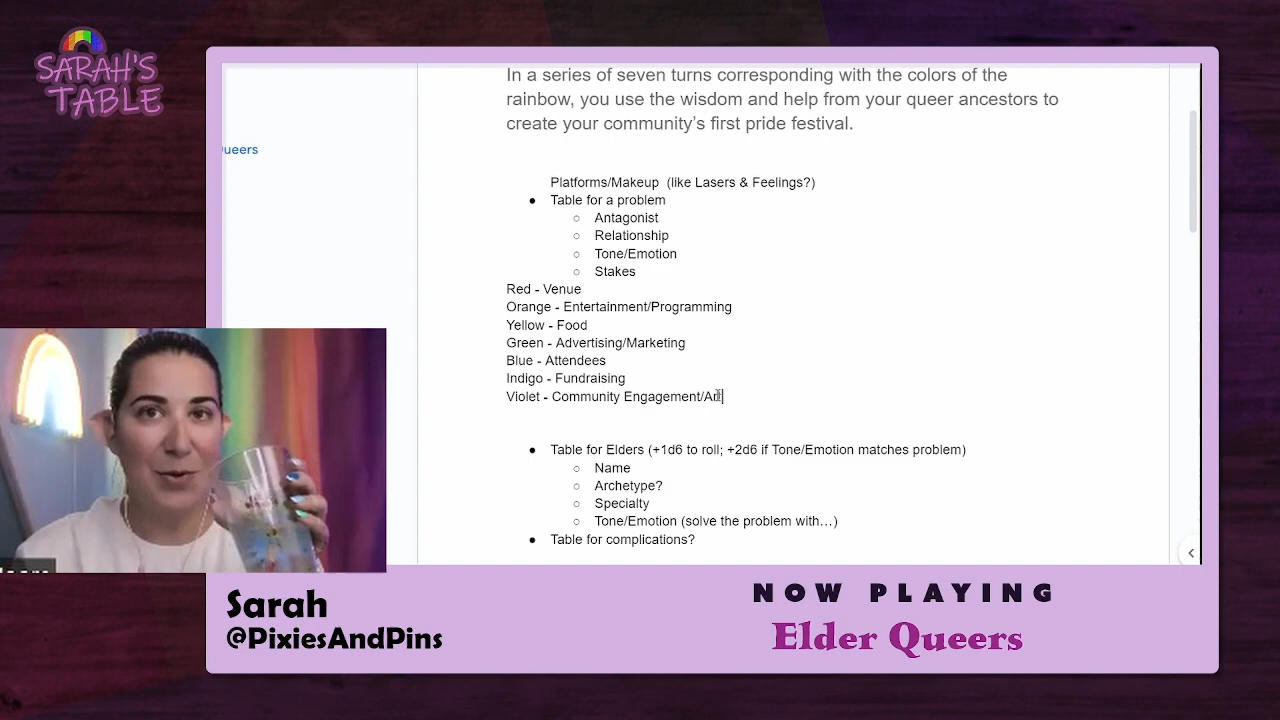 SARAH'S
TABLE
In a series of seven turns corresponding with the colors of the
rainbow, you use the wisdom and help from your queer ancestors to
create your community's first pride festival.
ueers
Platforms/Makeup (like Lasers & Feelings?)
● Table for a problem
○ Antagonist
○ Relationship
○ Tone/Emotion
○ Stakes
Red - Venue
Orange - Entertainment/Programming
Yellow - Food
Green - Advertising/Marketing
Blue - Attendees
Indigo - Fundraising
Violet - Community Engagement/Art
● Table for Elders (+1d6 to roll; +2d6 if Tone/Emotion matches problem)
○ Name
○ Archetype?
○ Specialty
○ Tone/Emotion (solve the problem with…)
● Table for complications?
Sarah
@PixiesAndPins
NOW PLAYING
Elder Queers